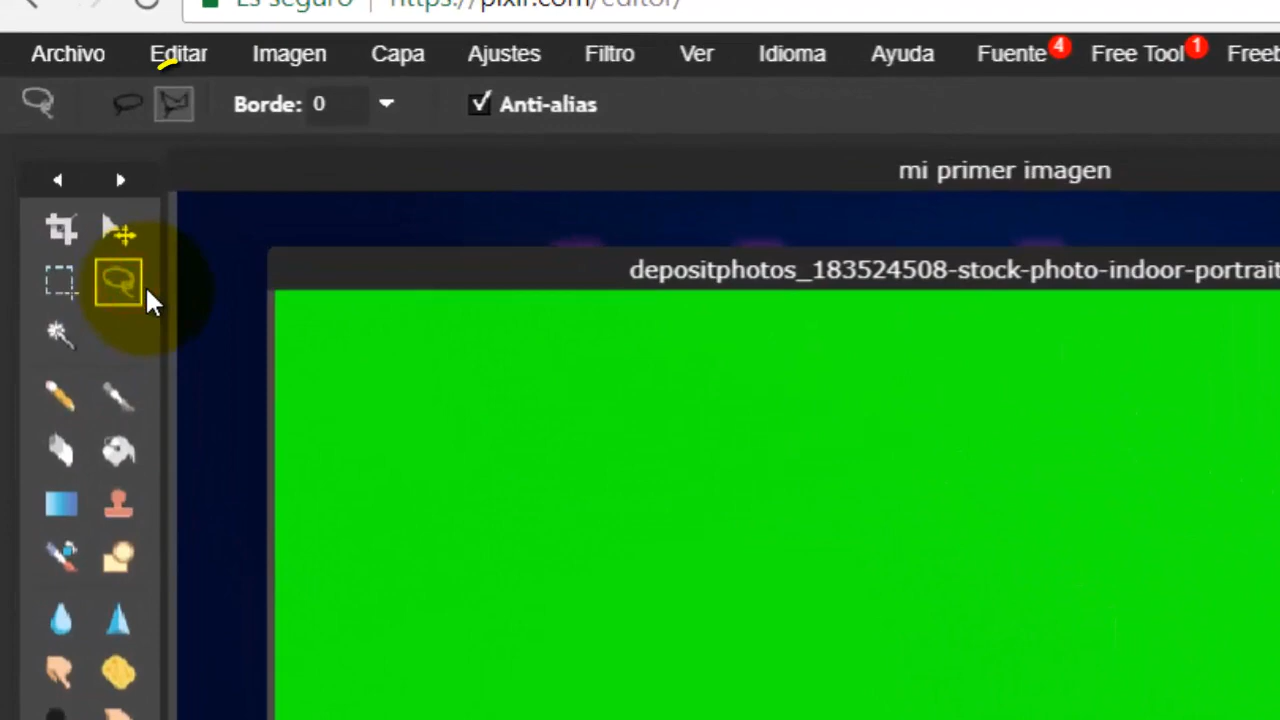 Es seguro | https://pixlr.com/editor/
Archivo Editar Imagen Capa Ajustes Filtro Ver Idioma Ayuda Fuente 4 Free Tool 1
Borde: 0 Anti-alias
mi primer imagen
depositphotos_183524508-stock-photo-indoor-portrait